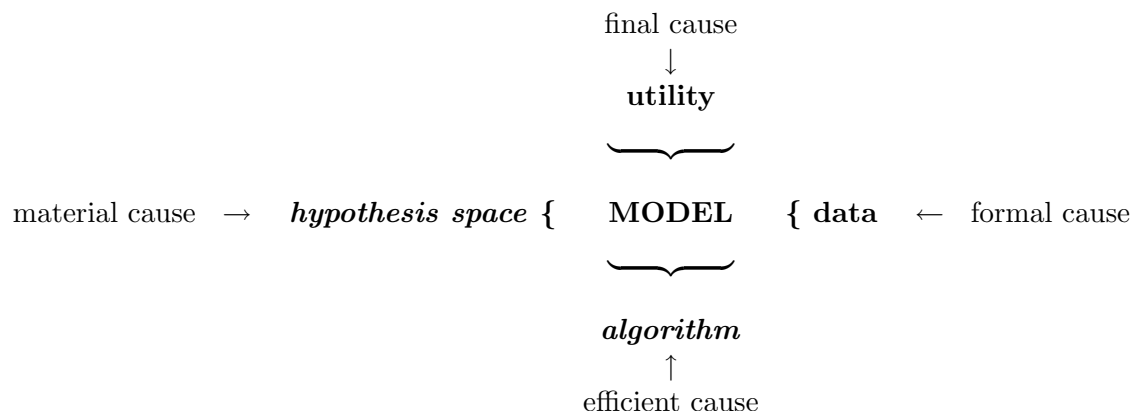 final cause
↓
utility
material cause → hypothesis space { MODEL { data ← formal cause
algorithm
↑
efficient cause